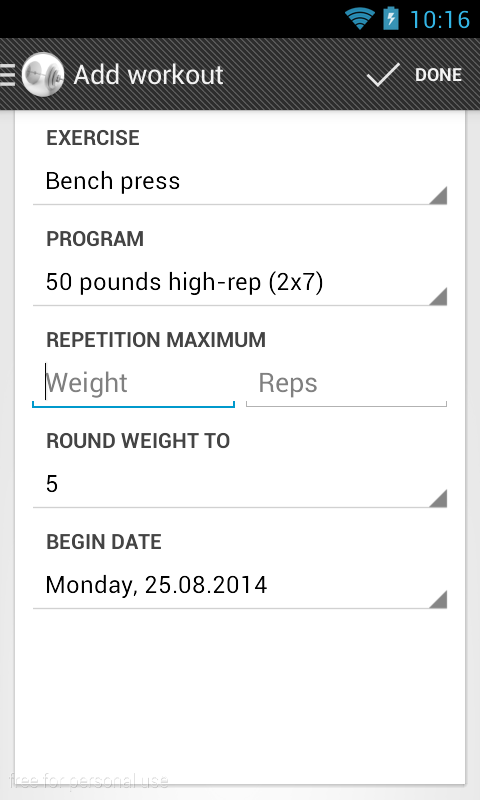 10:16
Add workout
DONE
EXERCISE
Bench press
PROGRAM
50 pounds high-rep (2x7)
REPETITION MAXIMUM
Weight Reps
ROUND WEIGHT TO
5
BEGIN DATE
Monday, 25.08.2014
free for personal use